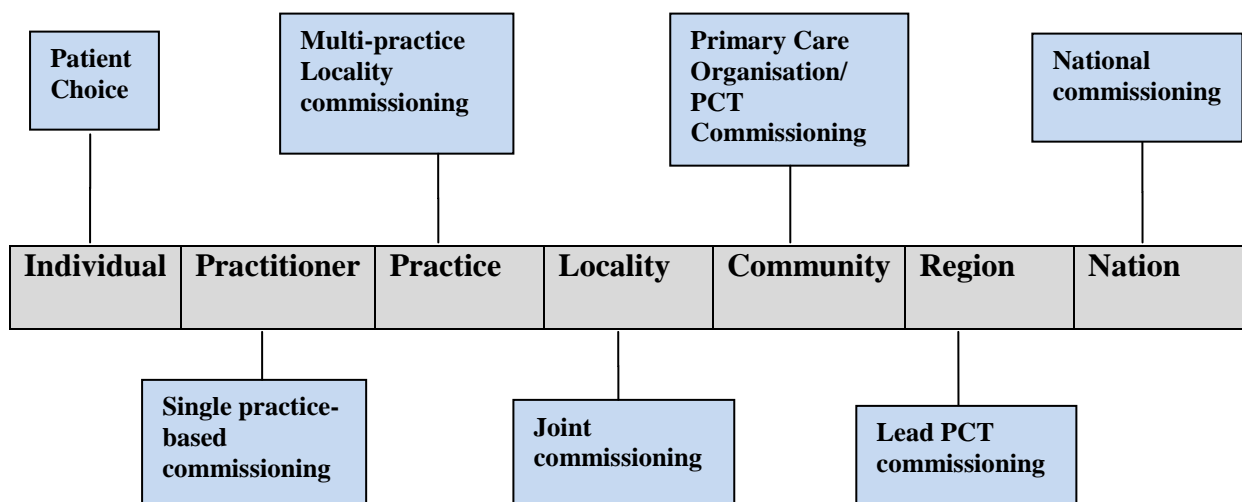 Patient
Choice
Multi-practice
Locality
commissioning
Primary Care
Organisation/
PCT
Commissioning
National
commissioning
Individual Practitioner Practice Locality Community Region Nation
Single practice-
based
commissioning
Joint
commissioning
Lead PCT
commissioning